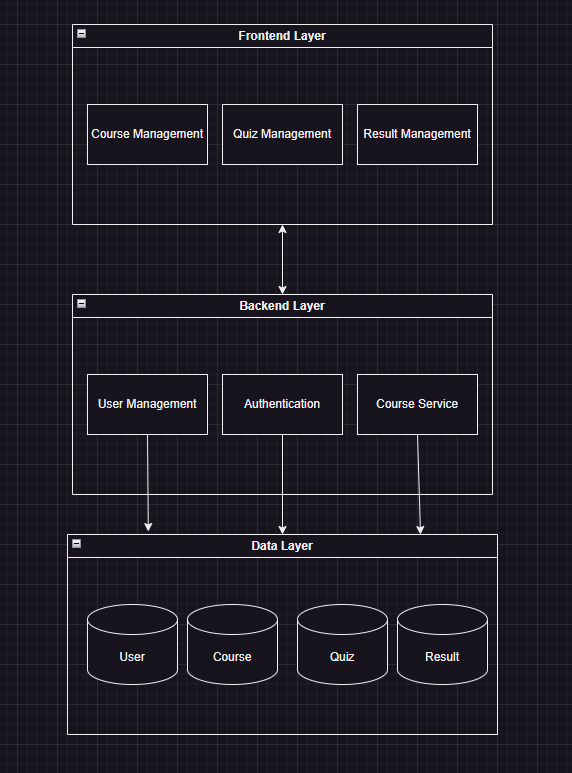 Frontend Layer
Course Management
Quiz Management
Result Management
Backend Layer
User Management
Authentication
Course Service
Data Layer
User
Course
Quiz
Result